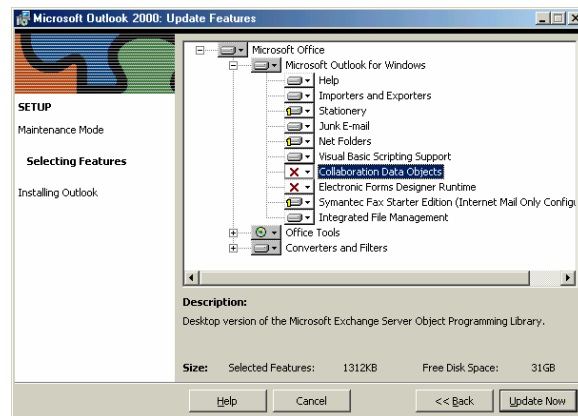 Microsoft Outlook 2000: Update Features
SETUP
Maintenance Mode
Selecting Features
Installing Outlook
Microsoft Office
Microsoft Outlook for Windows
Help
Importers and Exporters
Stationery
Junk E-mail
Net Folders
Visual Basic Scripting Support
Collaboration Data Objects
Electronic Forms Designer Runtime
Symantec Fax Starter Edition (Internet Mail Only Configu
Integrated File Management
Office Tools
Converters and Filters
Description:
Desktop version of the Microsoft Exchange Server Object Programming Library.
Size: Selected Features: 1312KB Free Disk Space: 31GB
Help Cancel << Back Update Now